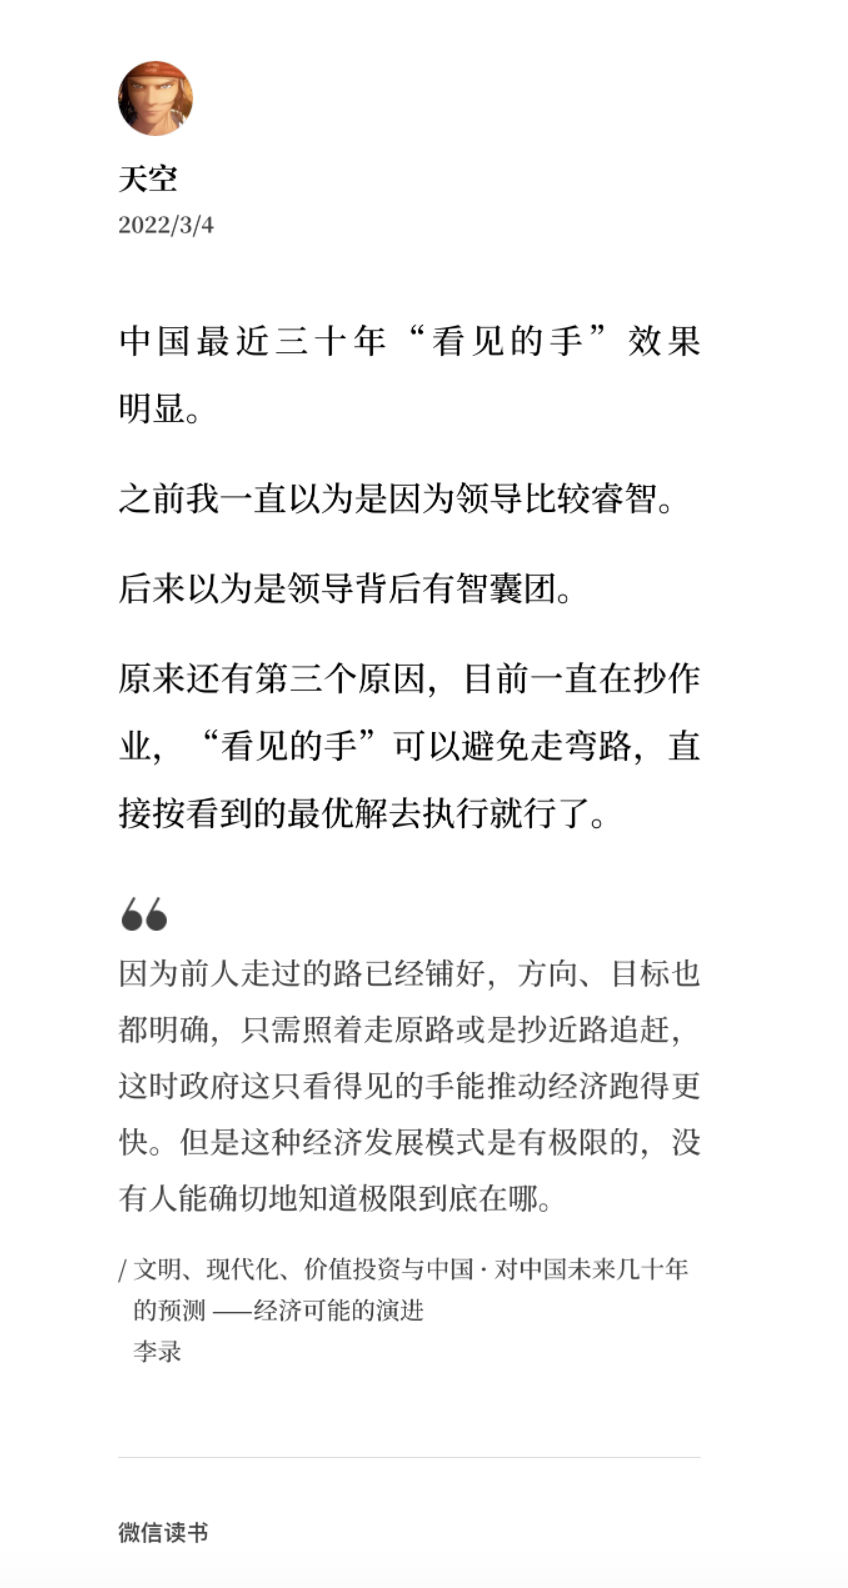 天空
2022/3/4
中国最近三十年“看见的手”效果
明显。
之前我一直以为是因为领导比较睿智。
后来以为是领导背后有智囊团。
原来还有第三个原因，目前一直在抄作
业，“看见的手”可以避免走弯路，直
接按看到的最优解去执行就行了。
因为前人走过的路已经铺好，方向、目标也
都明确，只需照着走原路或是抄近路追赶，
这时政府这只看得见的手能推动经济跑得更
快。但是这种经济发展模式是有极限的，没
有人能确切地知道极限到底在哪。
/ 文明、现代化、价值投资与中国 · 对中国未来几十年
的预测 ——经济可能的演进
李录
微信读书